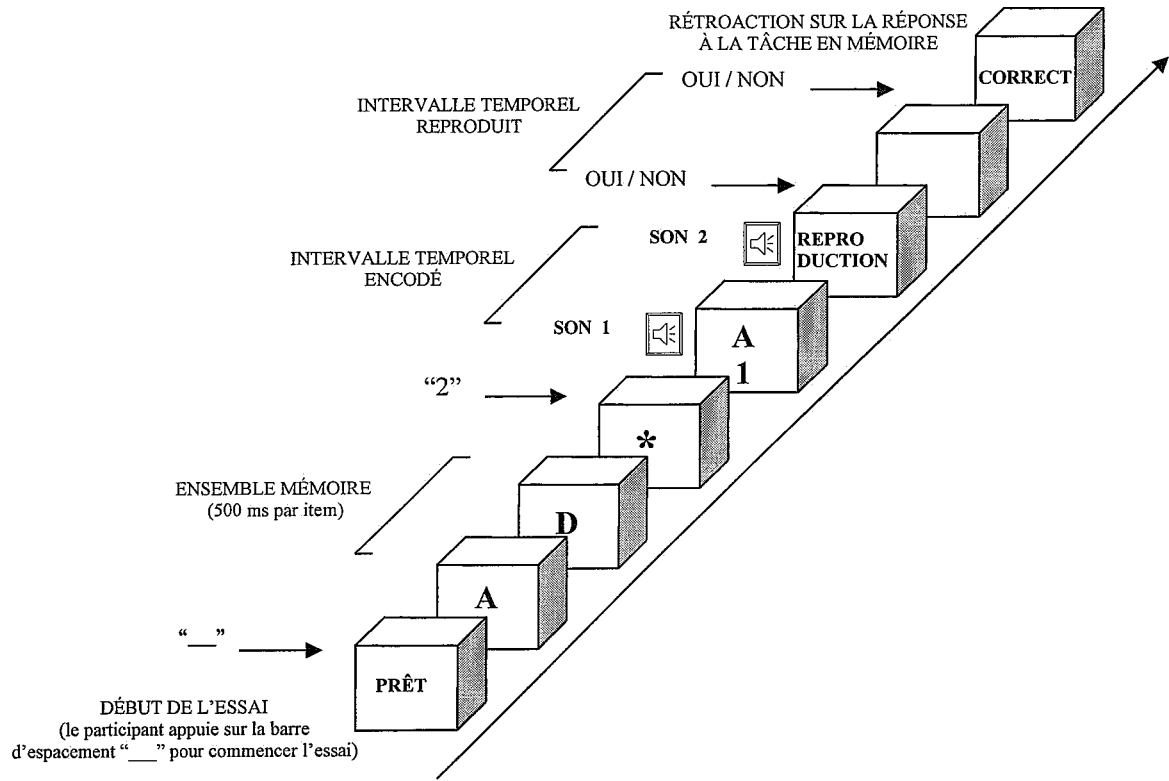 RÉTROACTION SUR LA RÉPONSE
À LA TÂCHE EN MÉMOIRE
CORRECT
OUI / NON
INTERVALLE TEMPOREL
REPRODUIT
OUI / NON
SON 2
REPRO
DUCTION
INTERVALLE TEMPOREL
ENCODÉ
SON 1
A
1
“2”
*
ENSEMBLE MÉMOIRE
(500 ms par item)
D
A
“__”
PRÊT
DÉBUT DE L’ESSAI
(le participant appuie sur la barre
d’espacement “___” pour commencer l’essai)